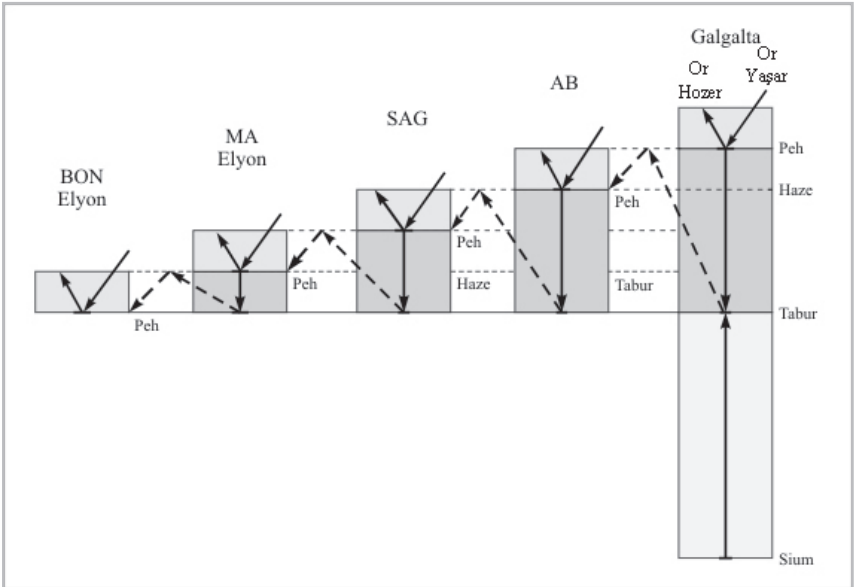 Galgalta
Or
Yaşar
Or
Hozer
AB
SAG
MA
Elyon
BON
Elyon
Peh
Haze
Peh
Peh
Peh
Haze
Tabur
Tabur
Peh
Sium